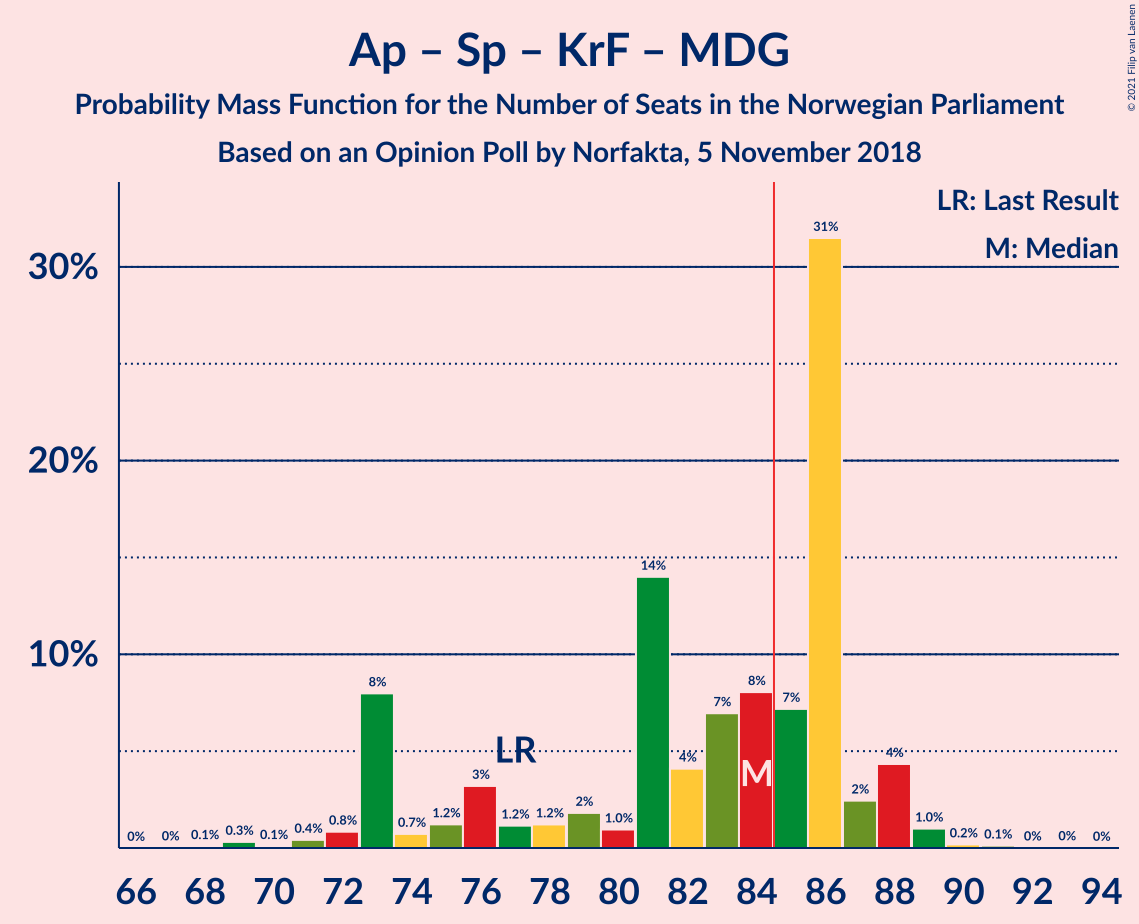 Ap – Sp – KrF – MDG
Probability Mass Function for the Number of Seats in the Norwegian Parliament
Based on an Opinion Poll by Norfakta, 5 November 2018
© 2021 Filip van Laenen
LR: Last Result
M: Median
30%
20%
10%
0% 0% 0.1% 0.3% 0.1% 0.4% 0.8% 8% 0.7% 1.2% 3% 1.2% 1.2% 2% 1.0% 14% 4% 7% 8% 7% 31% 2% 4% 1.0% 0.2% 0.1% 0% 0% 0%
LR
M
66 68 70 72 74 76 78 80 82 84 86 88 90 92 94